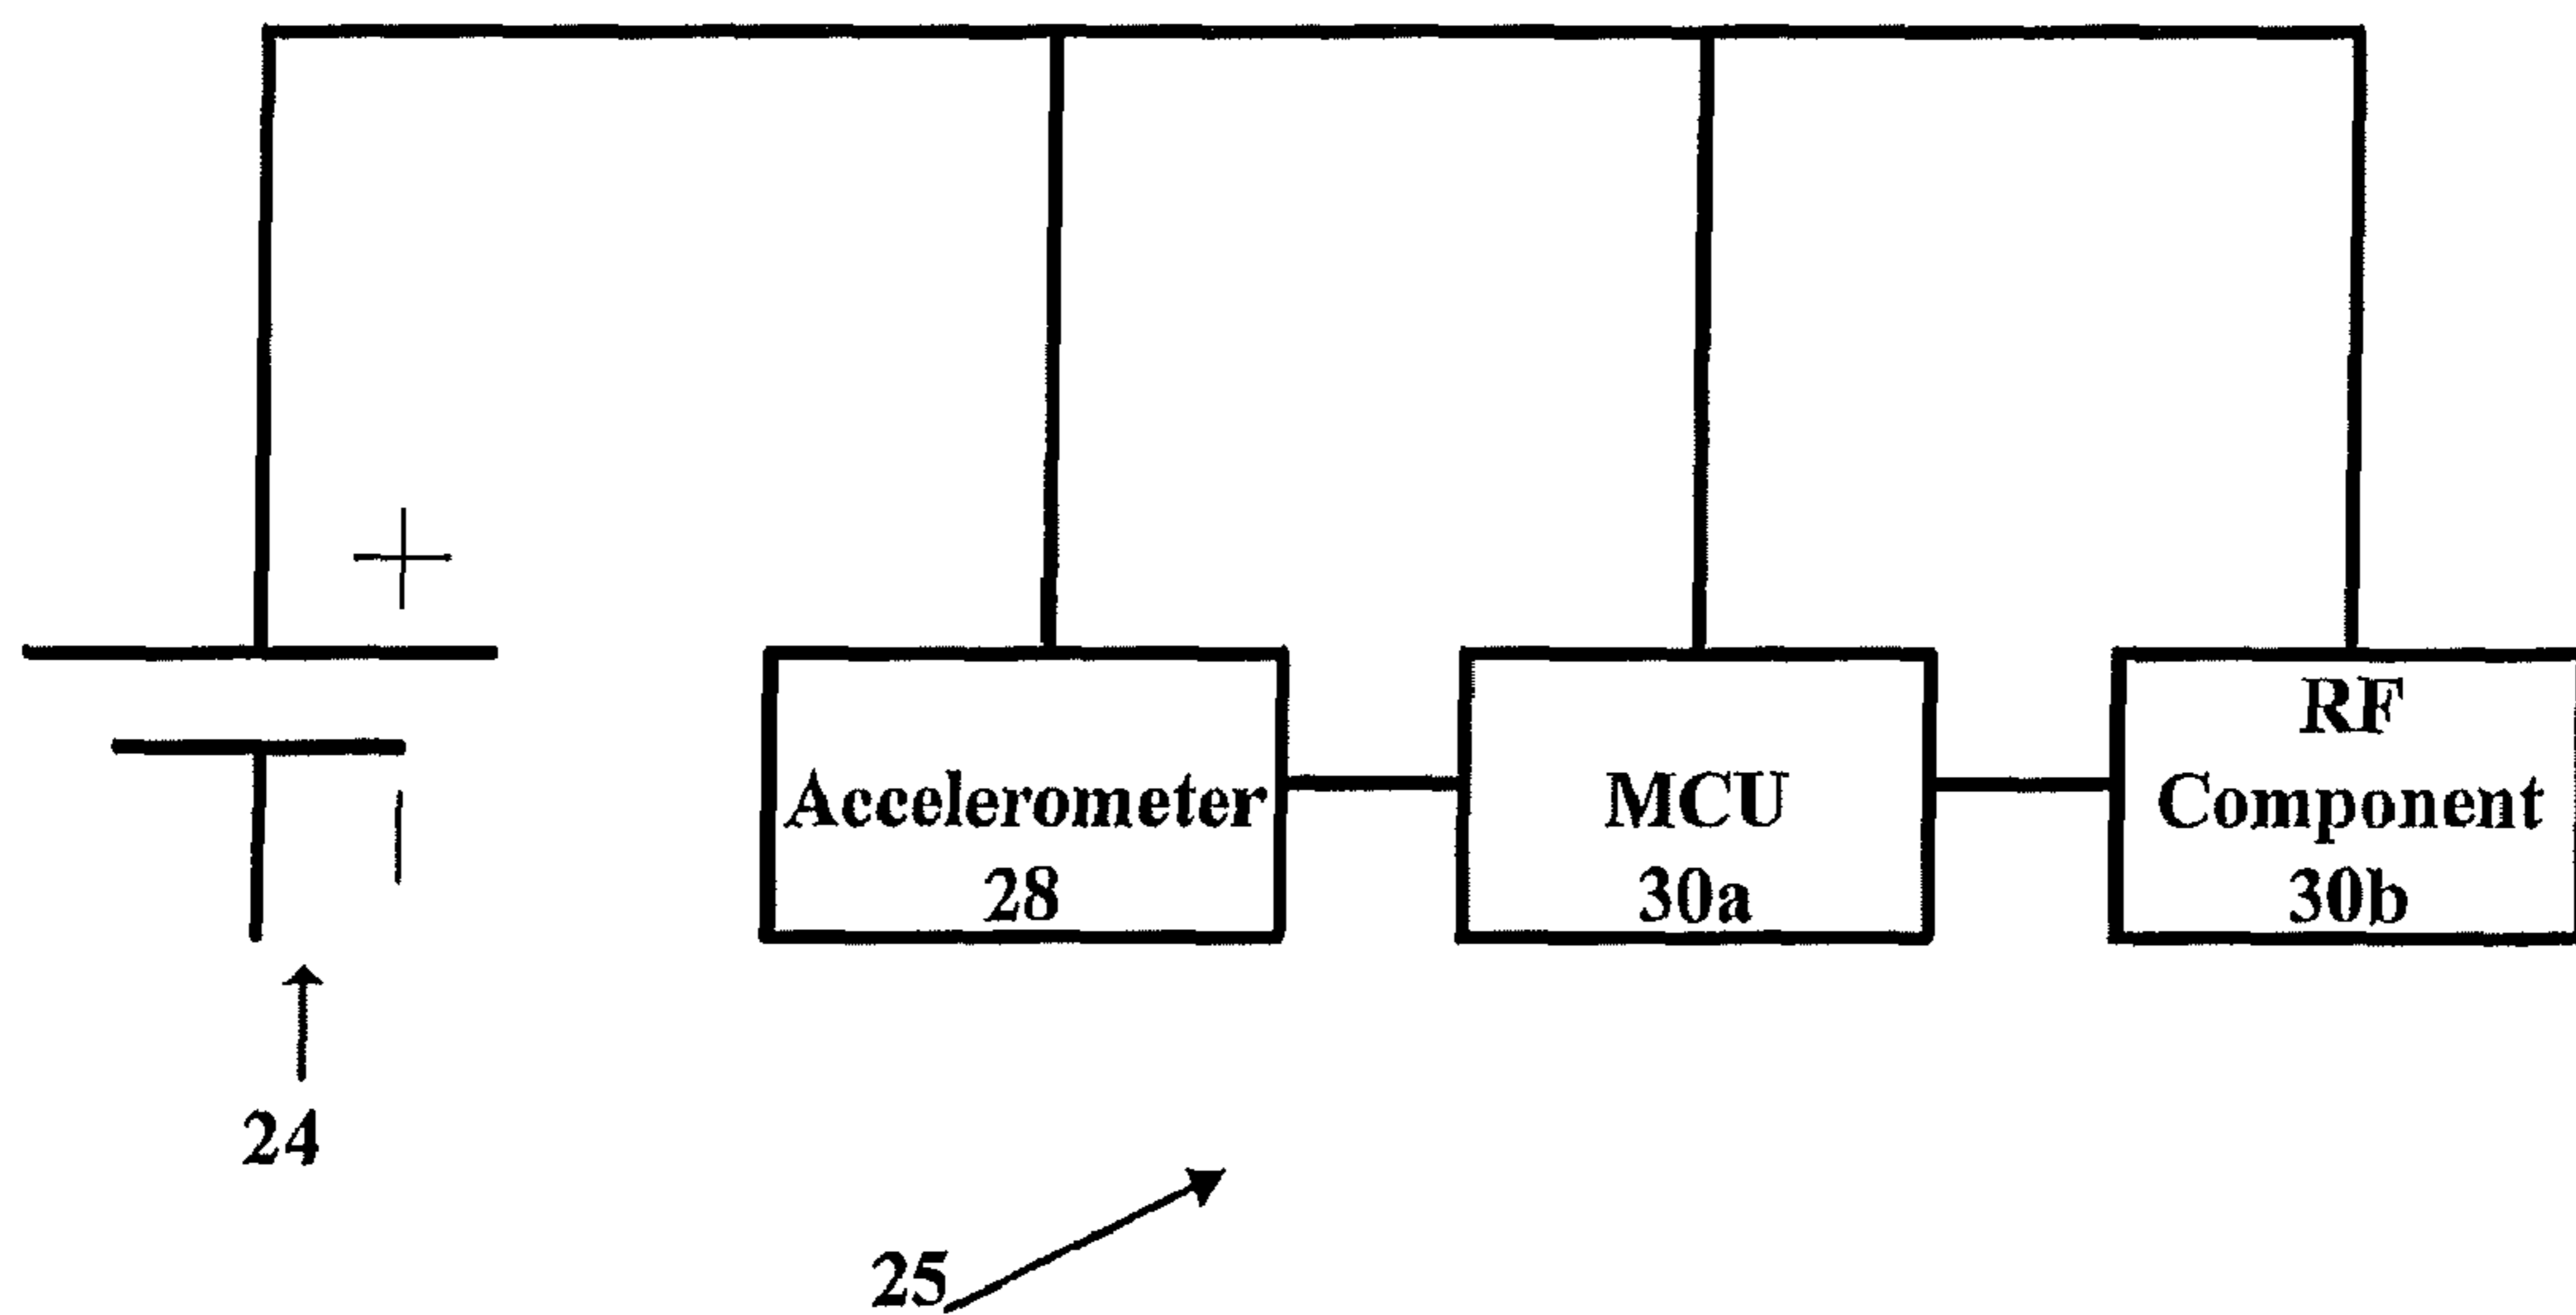 +
Accelerometer
28
MCU
30a
RF
Component
30b
24
25